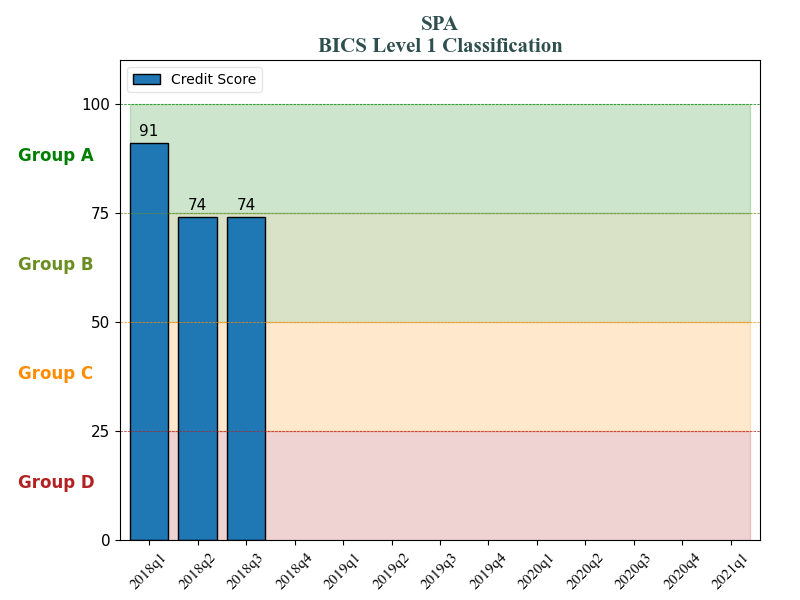 SPA
BICS Level 1 Classification
Credit Score
100
91
Group A
75
74
74
Group B
50
Group C
25
Group D
0
2018q1
2018q2
2018q3
2018q4
2019q1
2019q2
2019q3
2019q4
2020q1
2020q2
2020q3
2020q4
2021q1